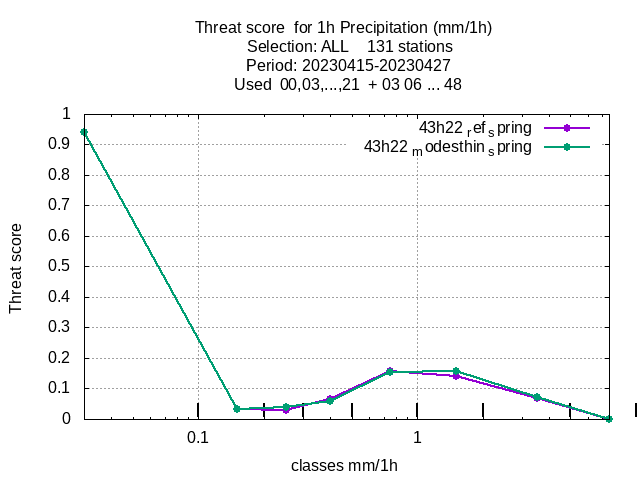 Threat score  for 1h Precipitation (mm/1h)
Selection: ALL    131 stations
Period: 20230415-20230427
Used  00,03,...,21  + 03 06 ... 48
43h22 ref spring
43h22 modesthin spring
1
0.9
0.8
0.7
0.6
0.5
0.4
0.3
0.2
0.1
0
Threat score
0.1 1
classes mm/1h